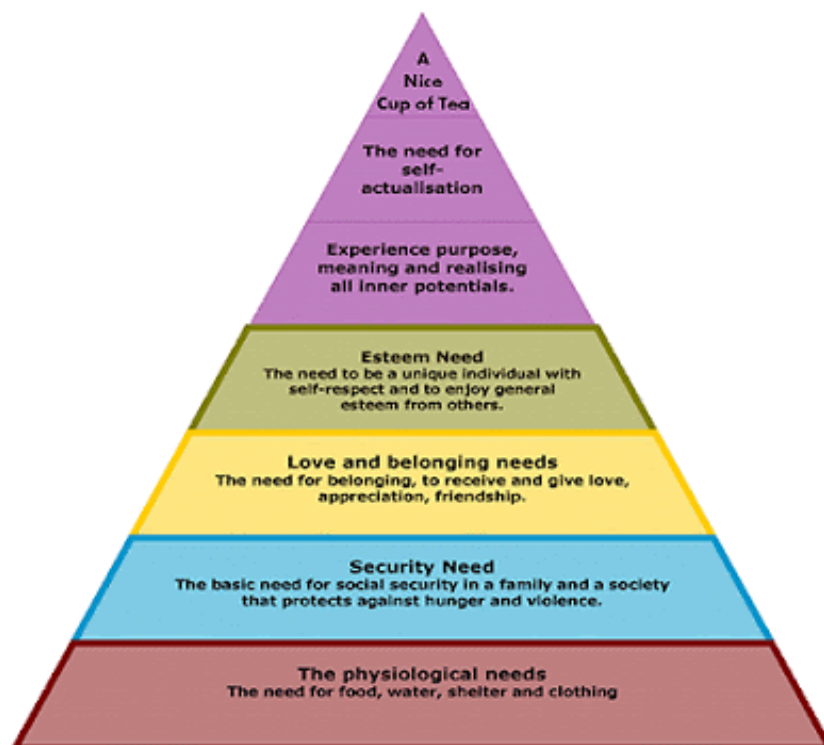 A
Nice
Cup of Tea
The need for
self-
actualisation
Experience purpose,
meaning and realising
all inner potentials.
Esteem Need
The need to be a unique individual with
self-respect and to enjoy general
esteem from others.
Love and belonging needs
The need for belonging, to receive and give love,
appreciation, friendship.
Security Need
The basic need for social security in a family and a society
that protects against hunger and violence.
The physiological needs
The need for food, water, shelter and clothing